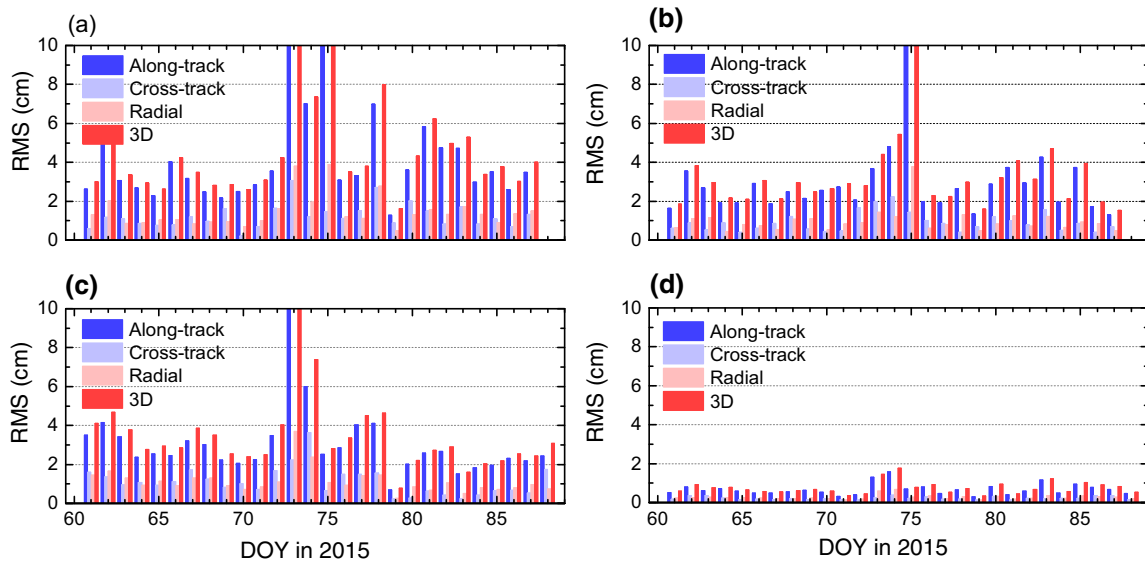 (a)
10
8
6
4
2
0
RMS (cm)
Along-track
Cross-track
Radial
3D
(b)
10
8
6
4
2
0
RMS (cm)
Along-track
Cross-track
Radial
3D
(c)
10
8
6
4
2
0
RMS (cm)
Along-track
Cross-track
Radial
3D
60 65 70 75 80 85
DOY in 2015
(d)
10
8
6
4
2
0
RMS (cm)
Along-track
Cross-track
Radial
3D
60 65 70 75 80 85
DOY in 2015